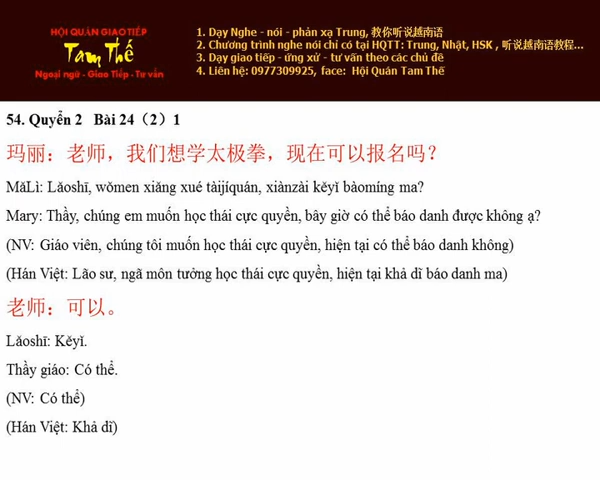 HỘI QUÁN GIAO TIẾP
Tam Thế
Ngoại ngữ - Giao Tiếp - Tư vấn
1. Dạy Nghe - nói - phản xạ Trung, 教你听说越南语
2. Chương trình nghe nói chỉ có tại HQTT: Trung, Nhật, HSK , 听说越南语教程...
3. Dạy giao tiếp - ứng xử - tư vấn theo các chủ đề
4. Liên hệ: 0977309925, face: Hội Quán Tam Thế
54. Quyển 2 Bài 24（2）1
玛丽：老师，我们想学太极拳，现在可以报名吗？
MǎLì: Lǎoshī, wǒmen xiǎng xué tàijíquán, xiànzài kěyǐ bàomíng ma?
Mary: Thầy, chúng em muốn học thái cực quyền, bây giờ có thể báo danh được không ạ?
(NV: Giáo viên, chúng tôi muốn học thái cực quyền, hiện tại có thể báo danh không)
(Hán Việt: Lão sư, ngã môn tưởng học thái cực quyền, hiện tại khả dĩ báo danh ma)
老师：可以。
Lǎoshī: Kěyǐ.
Thầy giáo: Có thể.
(NV: Có thể)
(Hán Việt: Khả dĩ)